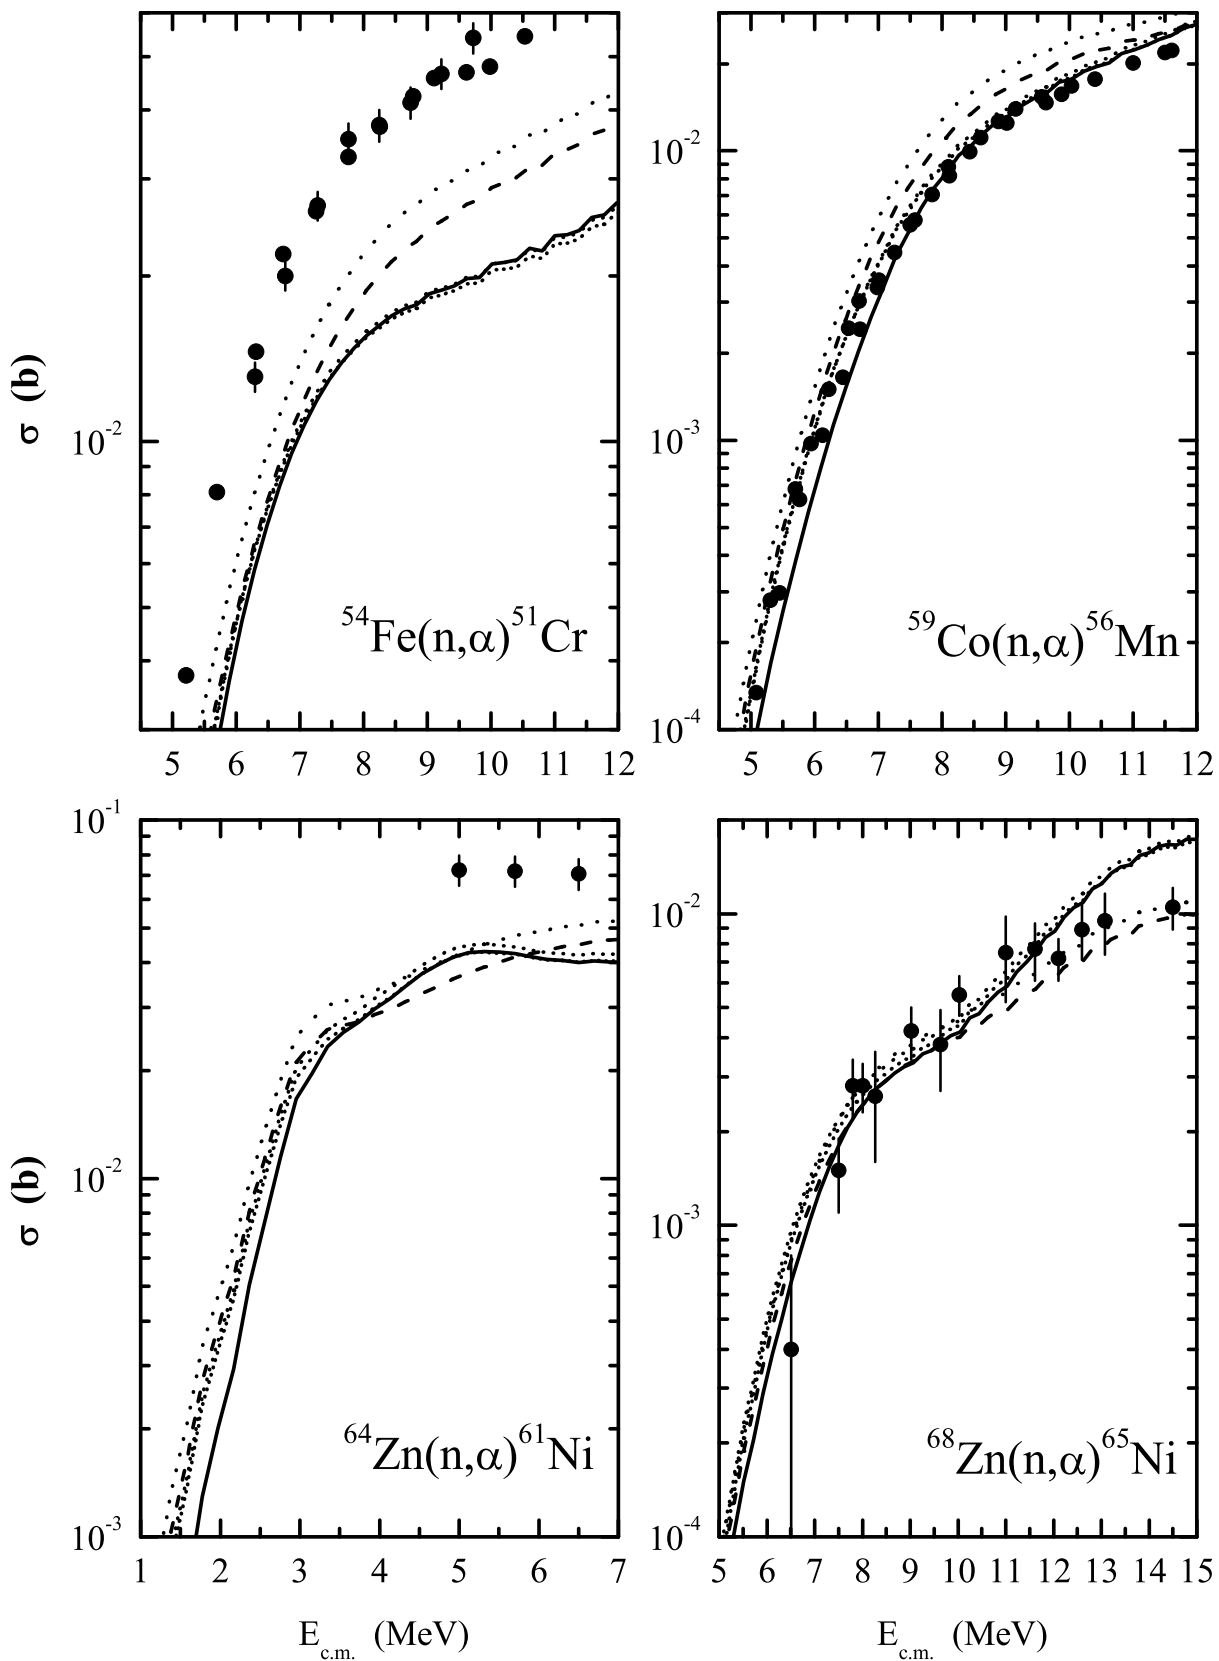 σ (b)
10⁻²
⁵⁴Fe(n,α)⁵¹Cr
5 6 7 8 9 10 11 12
10⁻²
10⁻³
10⁻⁴
⁵⁹Co(n,α)⁵⁶Mn
5 6 7 8 9 10 11 12
σ (b)
10⁻¹
10⁻²
10⁻³
⁶⁴Zn(n,α)⁶¹Ni
1 2 3 4 5 6 7
E_c.m. (MeV)
10⁻²
10⁻³
10⁻⁴
⁶⁸Zn(n,α)⁶⁵Ni
5 6 7 8 9 10 11 12 13 14 15
E_c.m. (MeV)